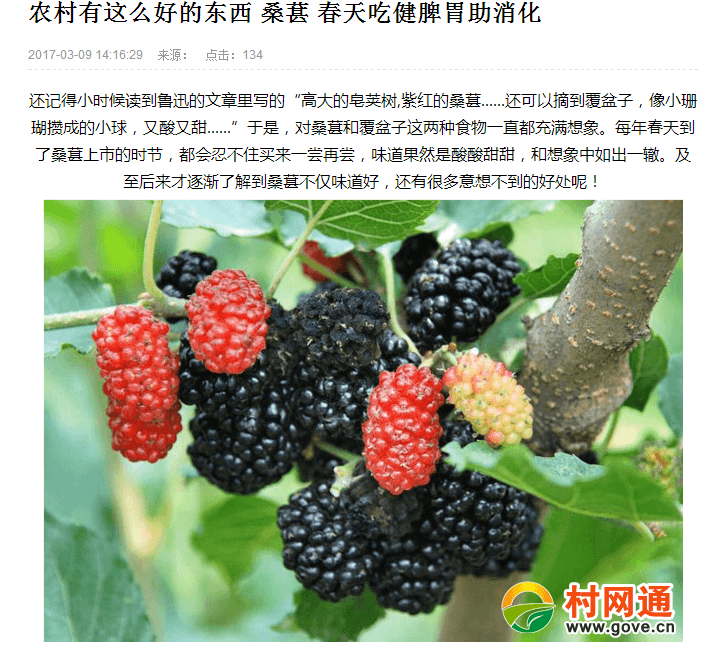 农村有这么好的东西 桑葚 春天吃健脾胃助消化
2017-03-09 14:16:29 来源： 点击：134
还记得小时候读到鲁迅的文章里写的“高大的皂荚树,紫红的桑葚......还可以摘到覆盆子，像小珊
瑚攒成的小球，又酸又甜......”于是，对桑葚和覆盆子这两种食物一直都充满想象。每年春天到
了桑葚上市的时节，都会忍不住买来一尝再尝，味道果然是酸酸甜甜，和想象中如出一辙。及
至后来才逐渐了解到桑葚不仅味道好，还有很多意想不到的好处呢！
村网通
www.gove.cn